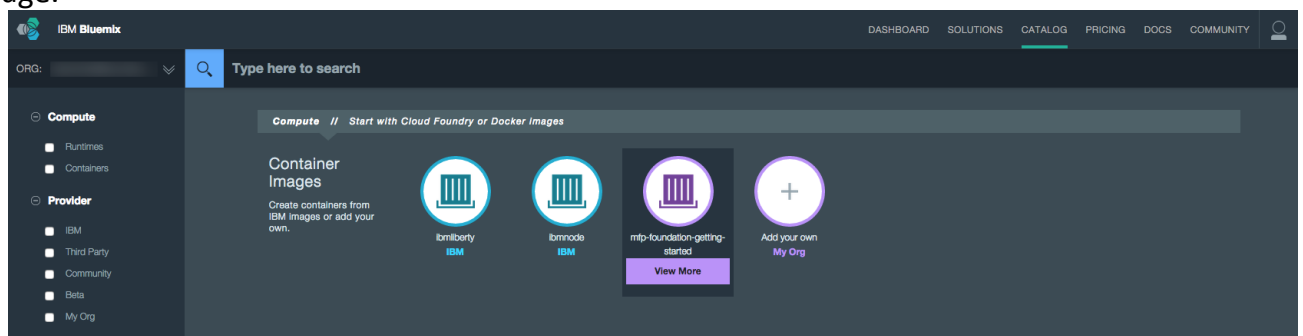 IBM Bluemix
DASHBOARD SOLUTIONS CATALOG PRICING DOCS COMMUNITY
ORG:
Type here to search
Compute
Runtimes
Containers
Provider
IBM
Third Party
Community
Beta
My Org
Compute // Start with Cloud Foundry or Docker images
Container
Images
Create containers from
IBM images or add your
own.
ibmliberty
IBM
ibmnode
IBM
mfp-foundation-getting-
started
View More
Add your own
My Org